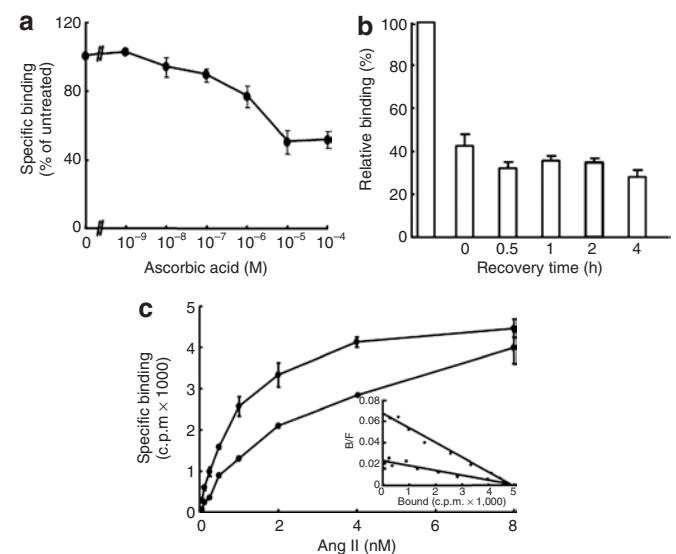 a
120
80
40
0
Specific binding
(% of untreated)
0 10⁻⁹ 10⁻⁸ 10⁻⁷ 10⁻⁶ 10⁻⁵ 10⁻⁴
Ascorbic acid (M)
b
100
80
60
40
20
0
Relative binding (%)
0 0.5 1 2 4
Recovery time (h)
c
5
4
3
2
1
0
Specific binding
(c.p.m × 1000)
0 2 4 6 8
Ang II (nM)
0.08
0.06
0.04
0.02
0
B/F
0 1 2 3 4 5
Bound (c.p.m. × 1,000)